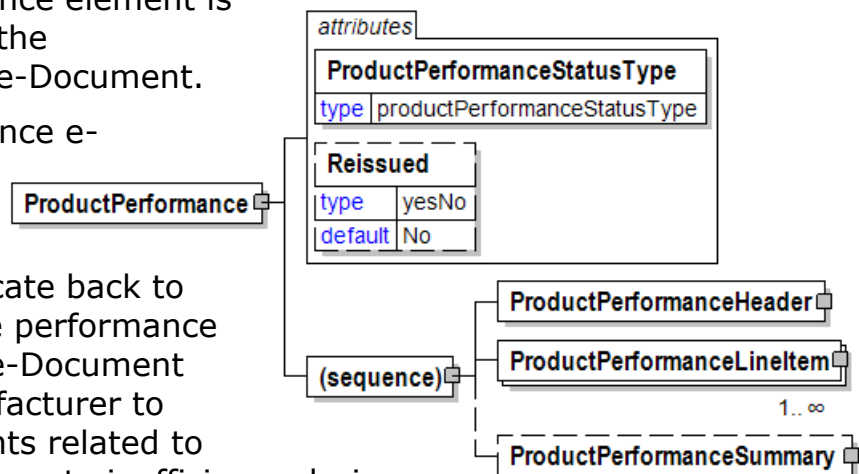 nce element is
the
e-Document.
nce e-
cate back to
e performance
e-Document
facturer to
nts related to
attributes
ProductPerformanceStatusType
type productPerformanceStatusType
Reissued
type yesNo
default No
ProductPerformance
(sequence)
ProductPerformanceHeader
ProductPerformanceLineItem
1.. ∞
ProductPerformanceSummary